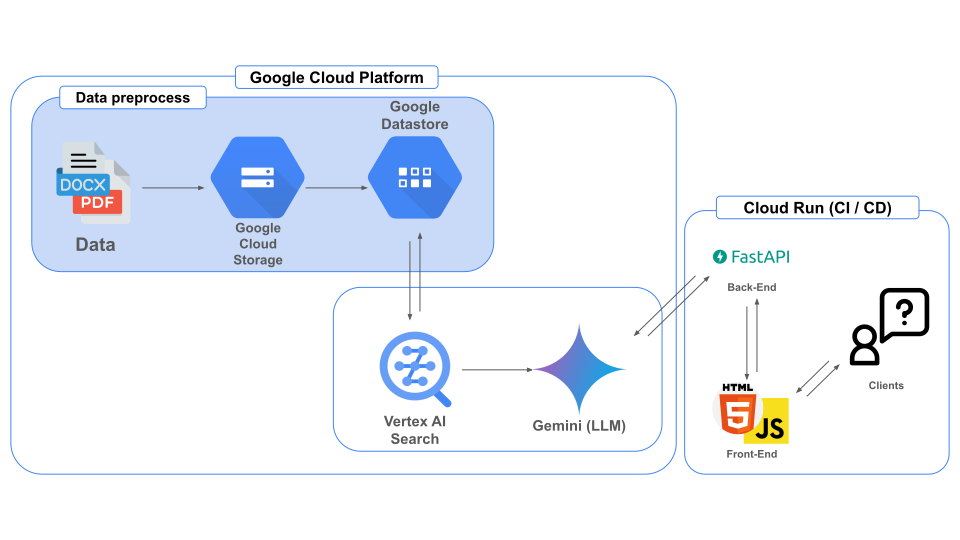 Google Cloud Platform
Data preprocess
Google
Datastore
DOCX
PDF
Data
Google
Cloud
Storage
Vertex AI
Search
Gemini (LLM)
Cloud Run (CI / CD)
FastAPI
Back-End
?
Clients
HTML
5
JS
Front-End